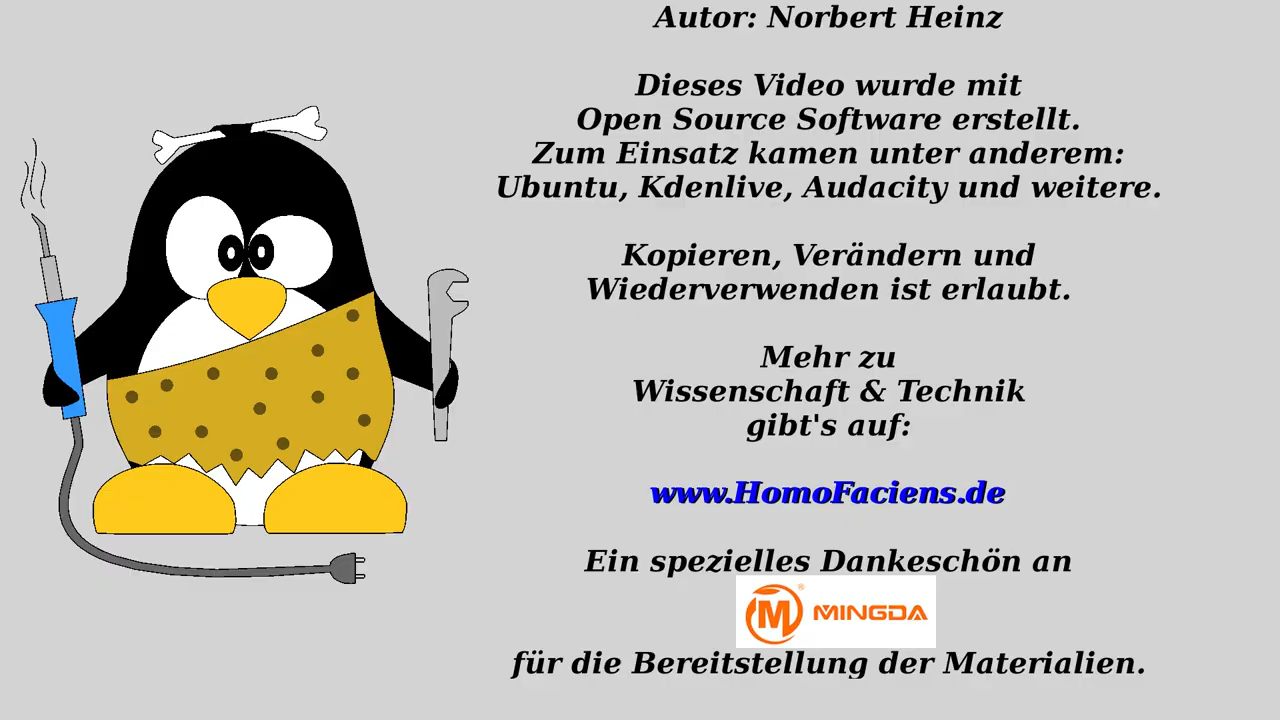 Autor: Norbert Heinz
Dieses Video wurde mit
Open Source Software erstellt.
Zum Einsatz kamen unter anderem:
Ubuntu, Kdenlive, Audacity und weitere.
Kopieren, Verändern und
Wiederverwenden ist erlaubt.
Mehr zu
Wissenschaft & Technik
gibt's auf:
www.HomoFaciens.de
Ein spezielles Dankeschön an
M ® MINGDA
für die Bereitstellung der Materialien.